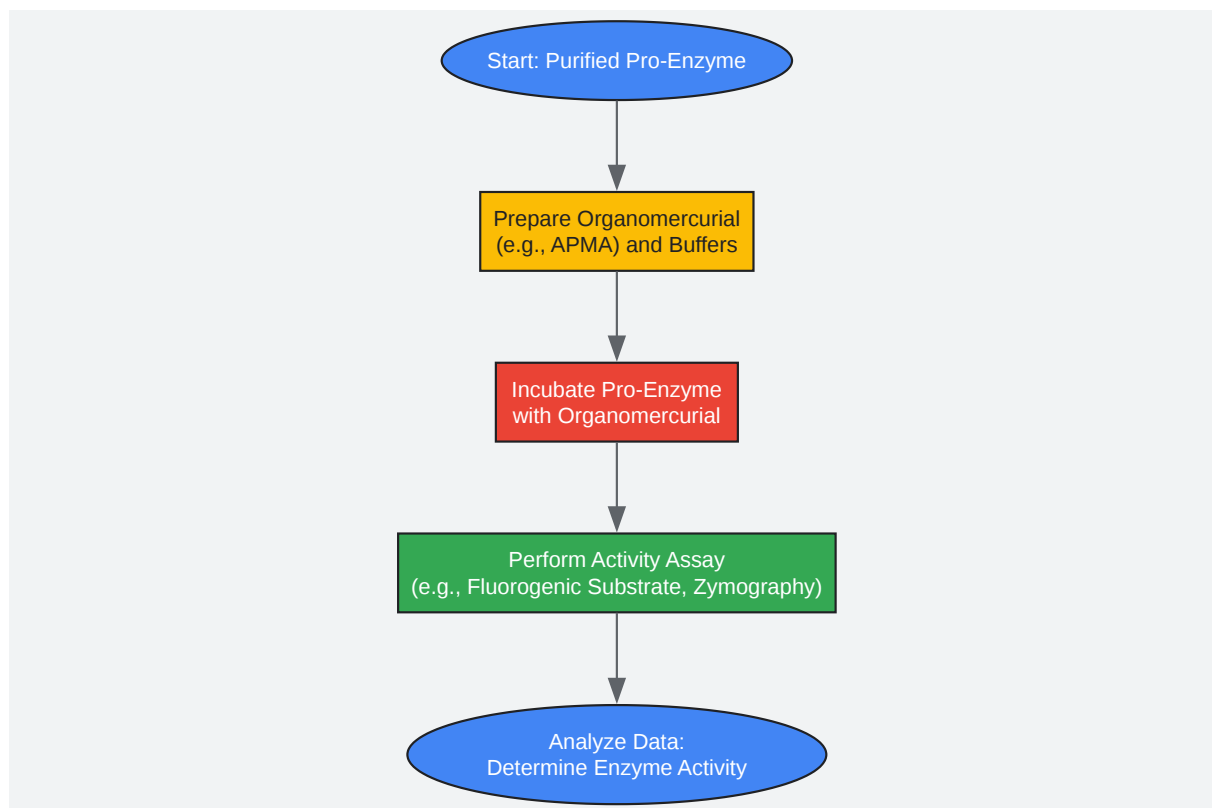 Start: Purified Pro-Enzyme
Prepare Organomercurial
(e.g., APMA) and Buffers
Incubate Pro-Enzyme
with Organomercurial
Perform Activity Assay
(e.g., Fluorogenic Substrate, Zymography)
Analyze Data:
Determine Enzyme Activity